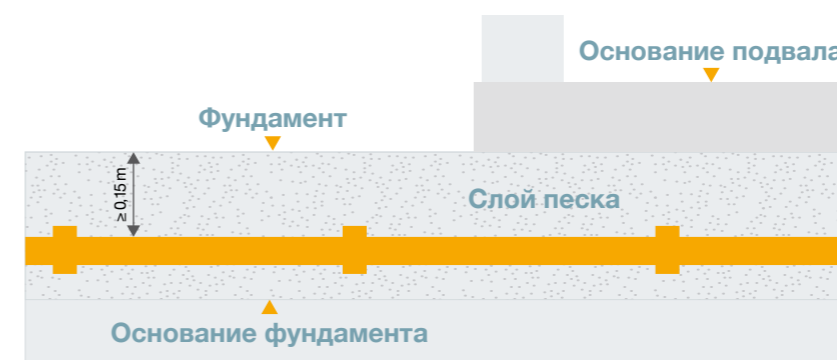 Основание подвала
Фундамент
≥ 0,15 m
Слой песка
Основание фундамента